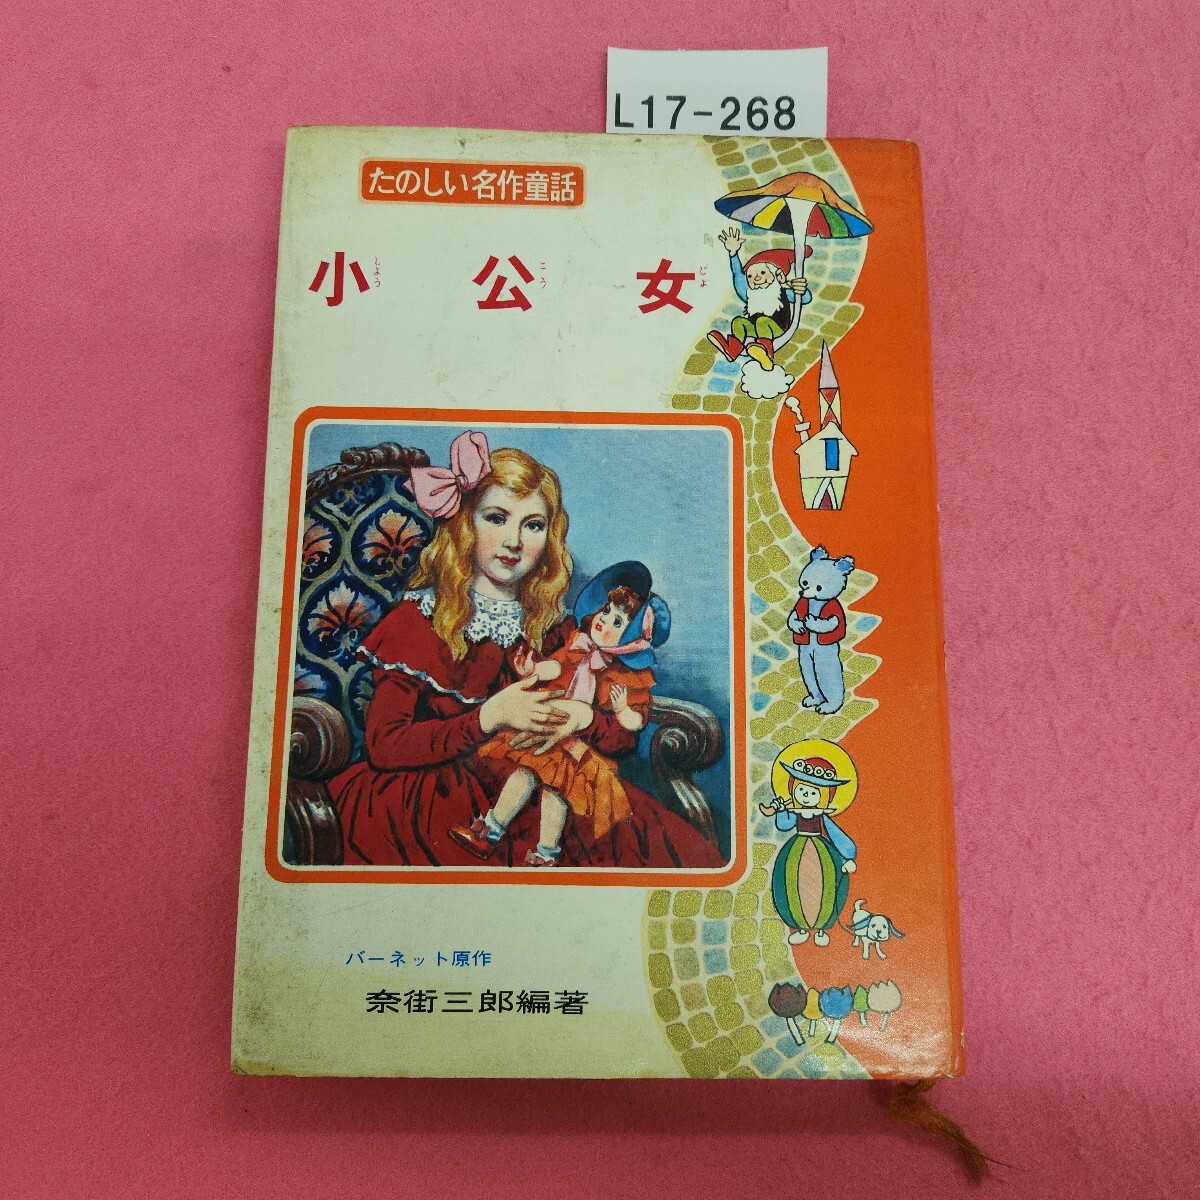 L17-268
たのしい名作童話
小公女
しょう こう じょ
バーネット原作
奈街三郎編著